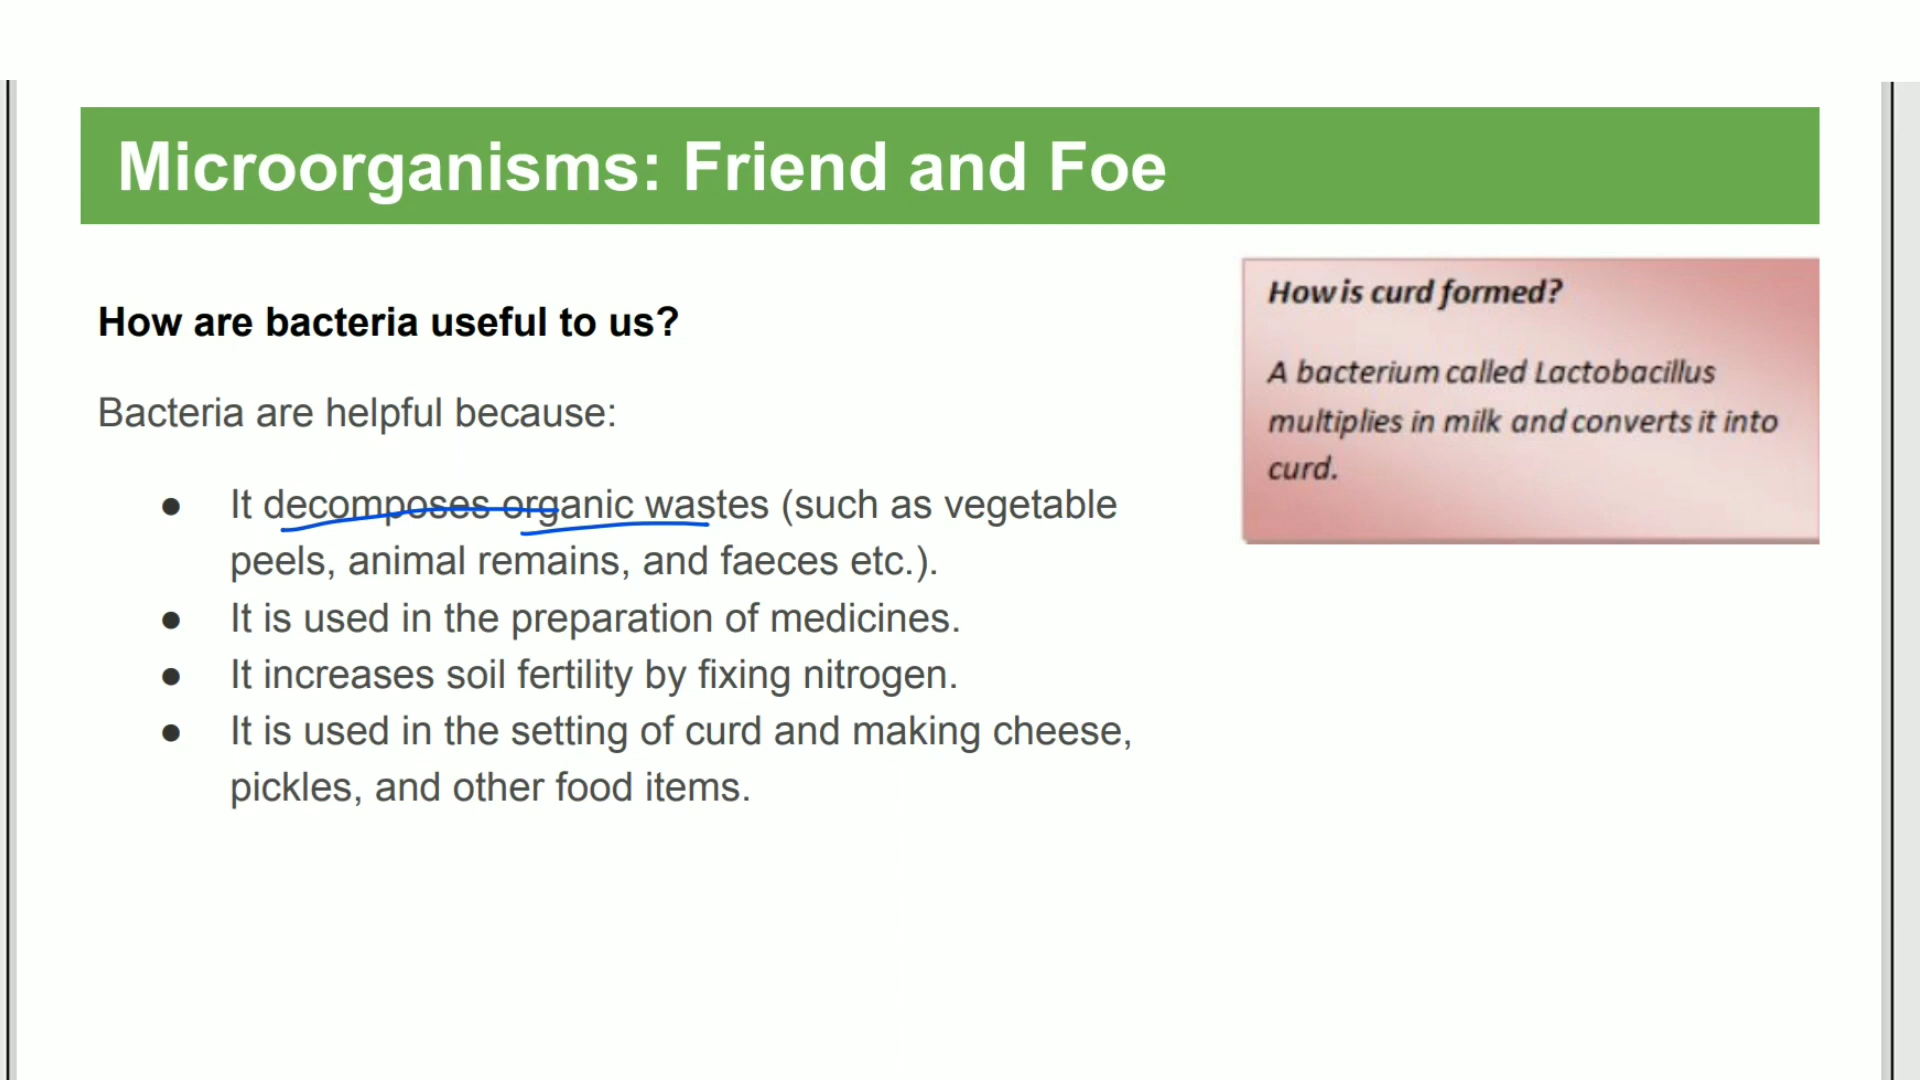 Microorganisms: Friend and Foe
How are bacteria useful to us?
Bacteria are helpful because:
● It decomposes organic wastes (such as vegetable
peels, animal remains, and faeces etc.).
● It is used in the preparation of medicines.
● It increases soil fertility by fixing nitrogen.
● It is used in the setting of curd and making cheese,
pickles, and other food items.
How is curd formed?
A bacterium called Lactobacillus
multiplies in milk and converts it into
curd.